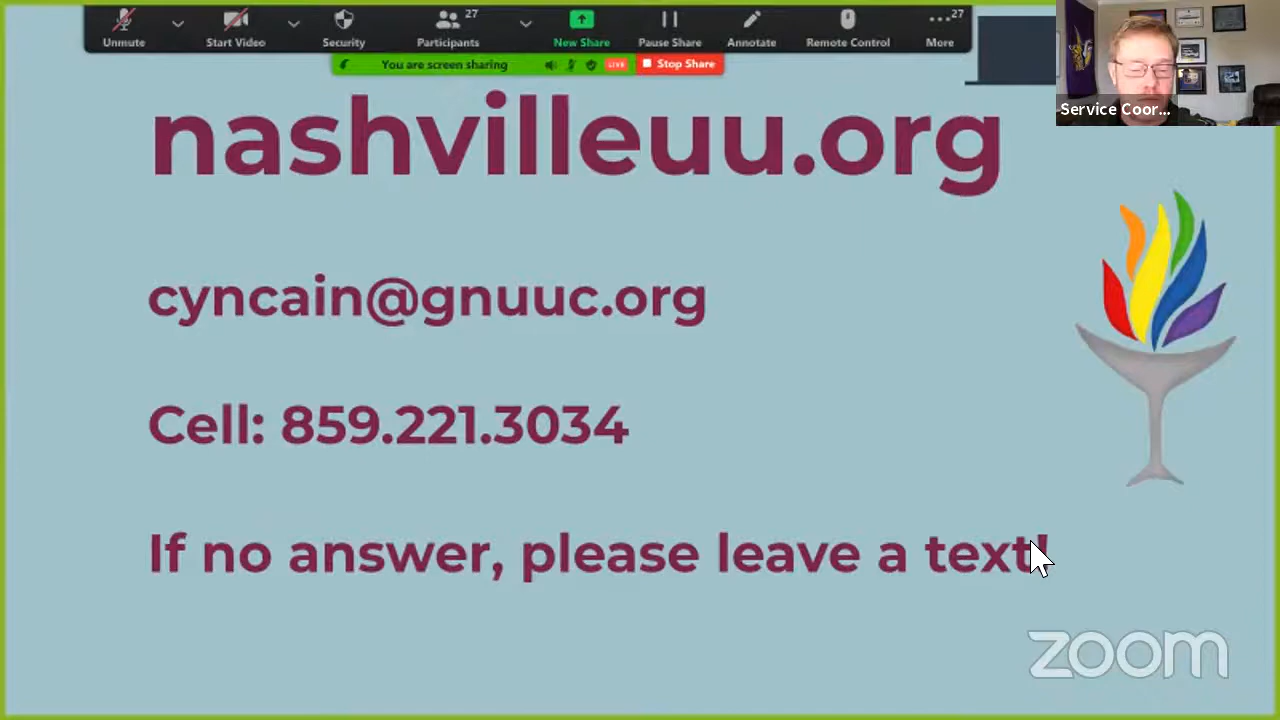 Unmute
Start Video
Security
Participants
27
New Share
Pause Share
Annotate
Remote Control
More
27
You are screen sharing
LIVE
Stop Share
Service Coor...
nashvilleuu.org
cyncain@gnuuc.org
Cell: 859.221.3034
If no answer, please leave a text!
zoom